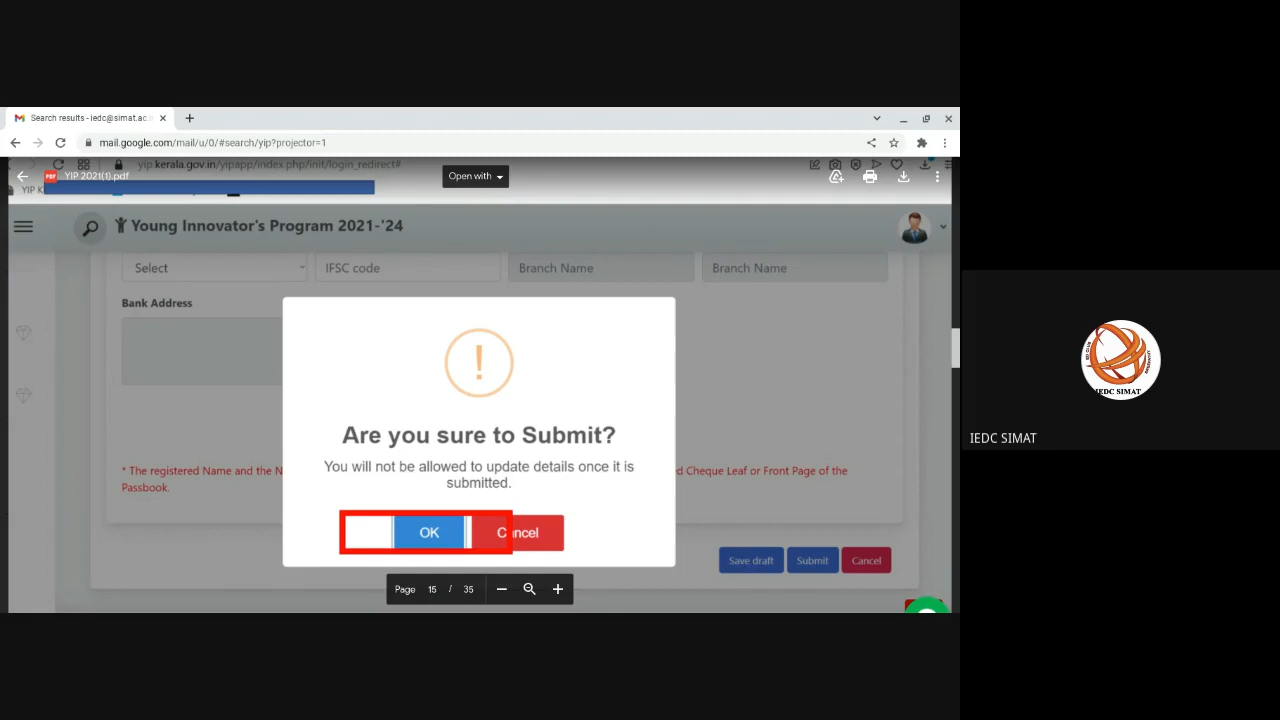 Search results - iedc@simat.ac.i
mail.google.com/mail/u/0/#search/yip?projector=1
yip.kerala.gov.in/yipapp/index.php/init/login_redirect#
PDF YIP 2021(1).pdf
Open with
YIP K
Young Innovator's Program 2021-'24
Select IFSC code Branch Name Branch Name
Bank Address
Are you sure to Submit?
You will not be allowed to update details once it is
submitted.
* The registered Name and the N
d Cheque Leaf or Front Page of the
Passbook.
OK Cancel
Save draft Submit Cancel
Page 15 / 35
IEDC SIMAT
IEDC SIMAT